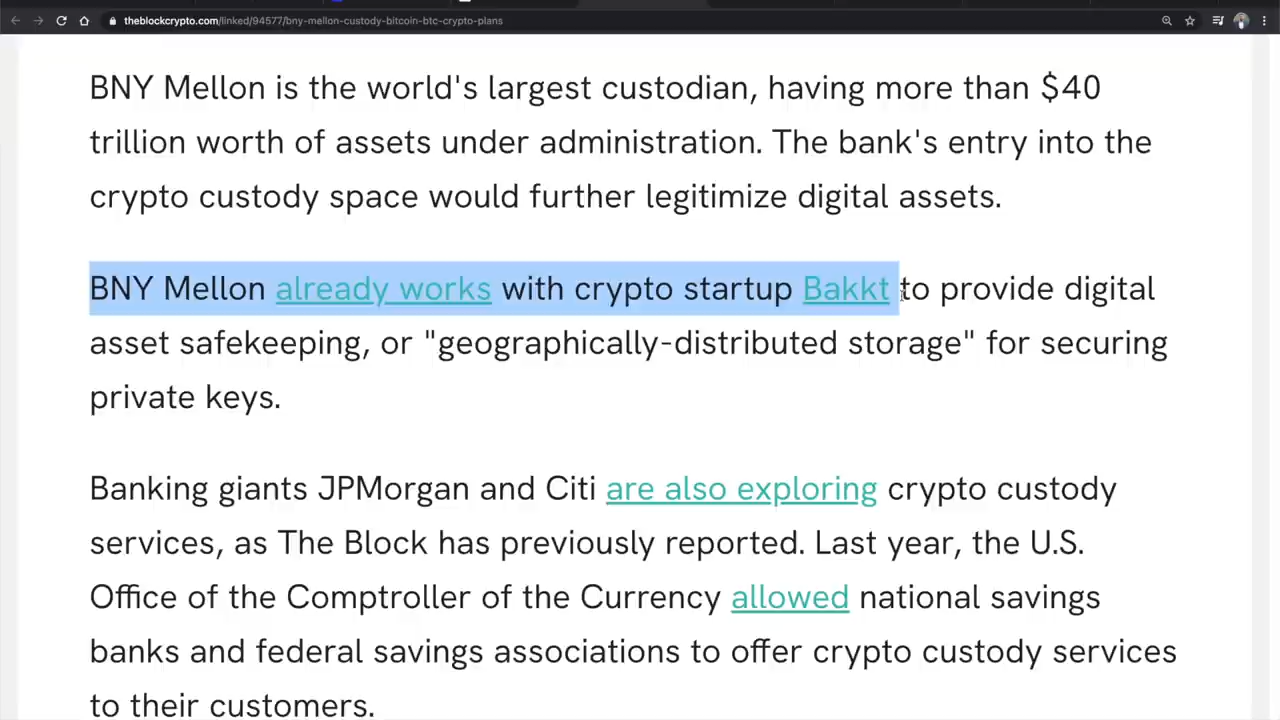 theblockcrypto.com/linked/94577/bny-mellon-custody-bitcoin-btc-crypto-plans
BNY Mellon is the world's largest custodian, having more than $40
trillion worth of assets under administration. The bank's entry into the
crypto custody space would further legitimize digital assets.
BNY Mellon already works with crypto startup Bakkt to provide digital
asset safekeeping, or "geographically-distributed storage" for securing
private keys.
Banking giants JPMorgan and Citi are also exploring crypto custody
services, as The Block has previously reported. Last year, the U.S.
Office of the Comptroller of the Currency allowed national savings
banks and federal savings associations to offer crypto custody services
to their customers.